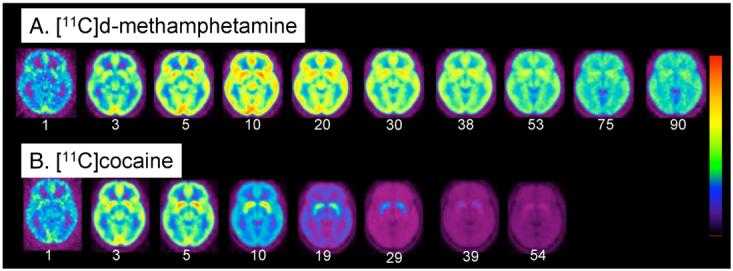 A. [¹¹C]d-methamphetamine
1 3 5 10 20 30 38 53 75 90
B. [¹¹C]cocaine
1 3 5 10 19 29 39 54